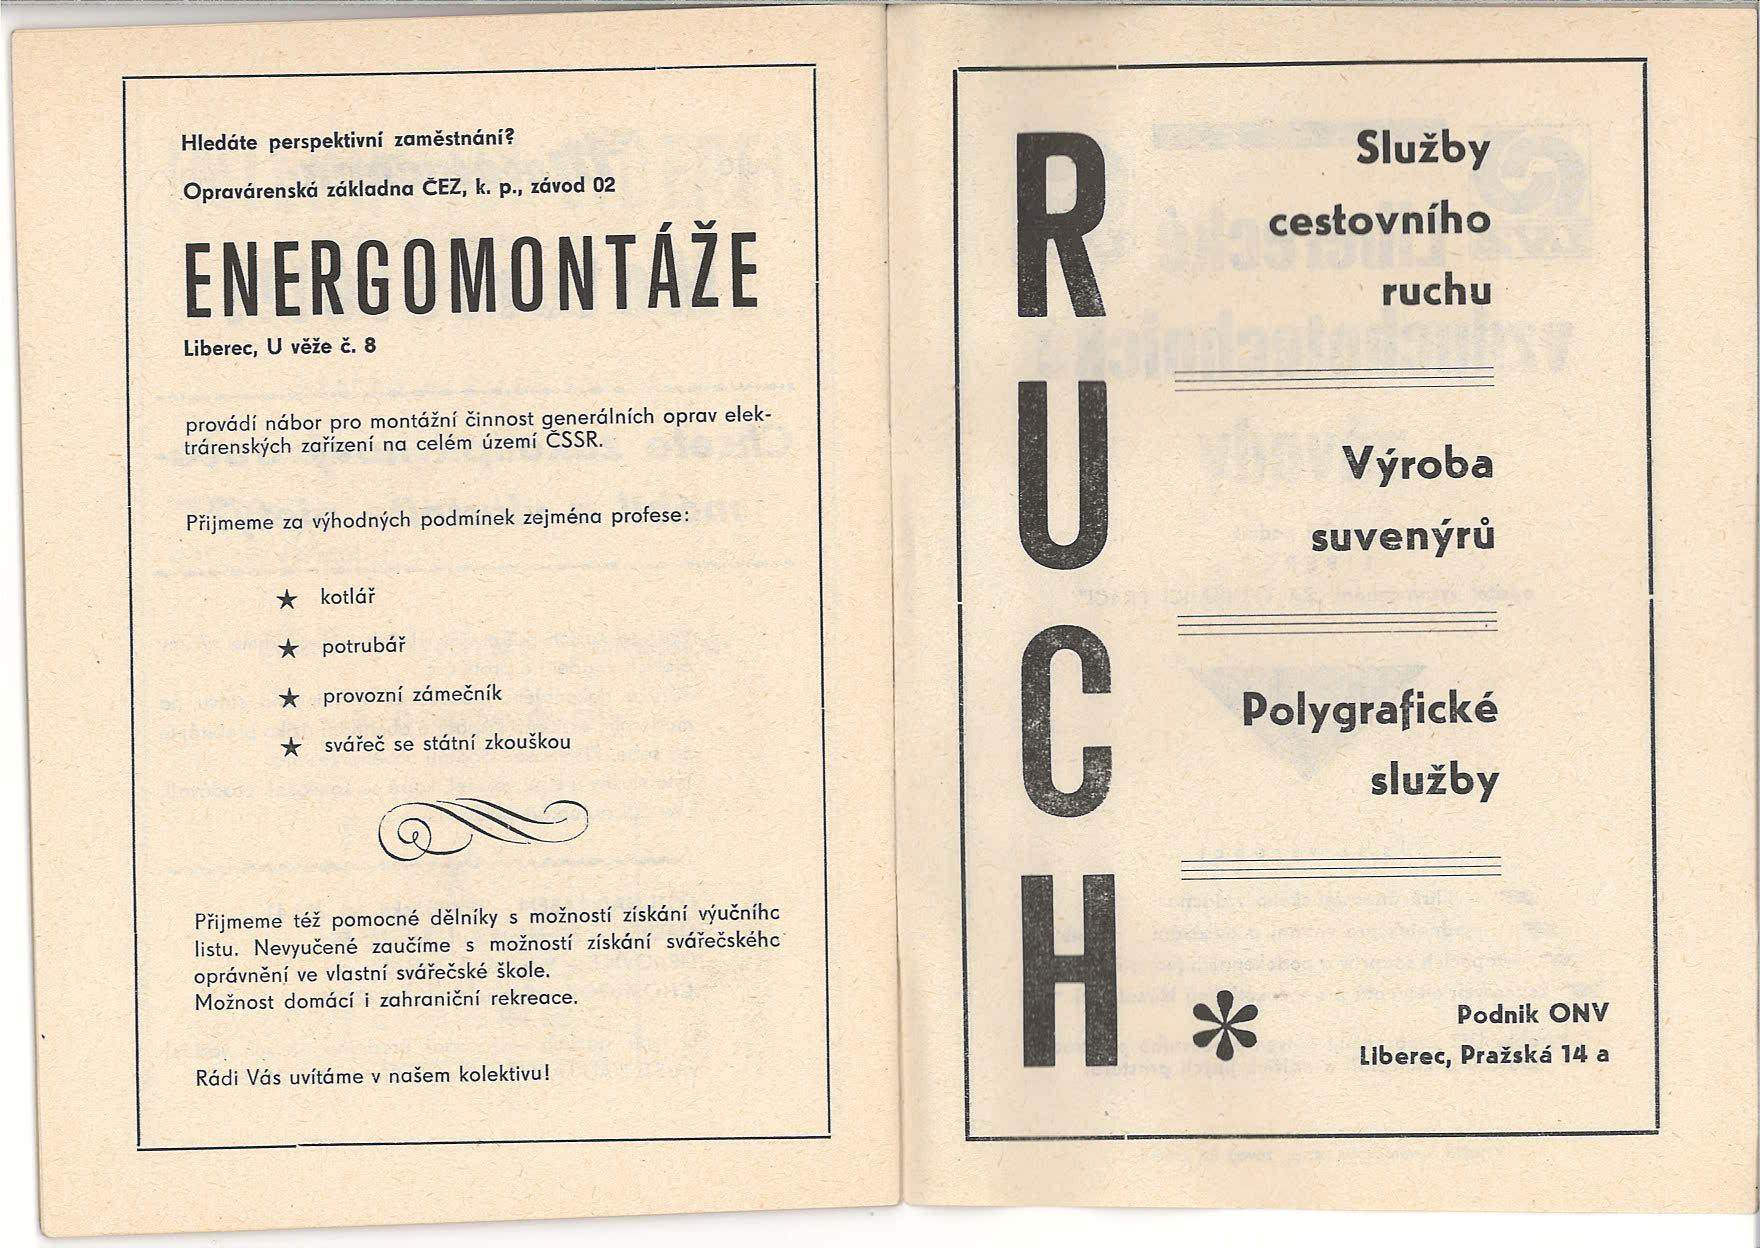 Hledáte perspektivní zaměstnání?
Opravárenská základna ČEZ, k. p., závod 02
ENERGOMONTÁŽE
Liberec, U věže č. 8
provádí nábor pro montážní činnost generálních oprav elek-
trárenských zařízení na celém území ČSSR.
Přijmeme za výhodných podmínek zejména profese:
★ kotlář
★ potrubář
★ provozní zámečník
★ svářeč se státní zkouškou
Přijmeme též pomocné dělníky s možností získání výučníhc
listu. Nevyučené zaučíme s možností získání svářečskéhc
oprávnění ve vlastní svářečské škole.
Možnost domácí i zahraniční rekreace.
Rádi Vás uvítáme v našem kolektivu!
RUCH
Služby
cestovního
ruchu
Výroba
suvenýrů
Polygrafické
služby
Podnik ONV
Liberec, Pražská 14 a